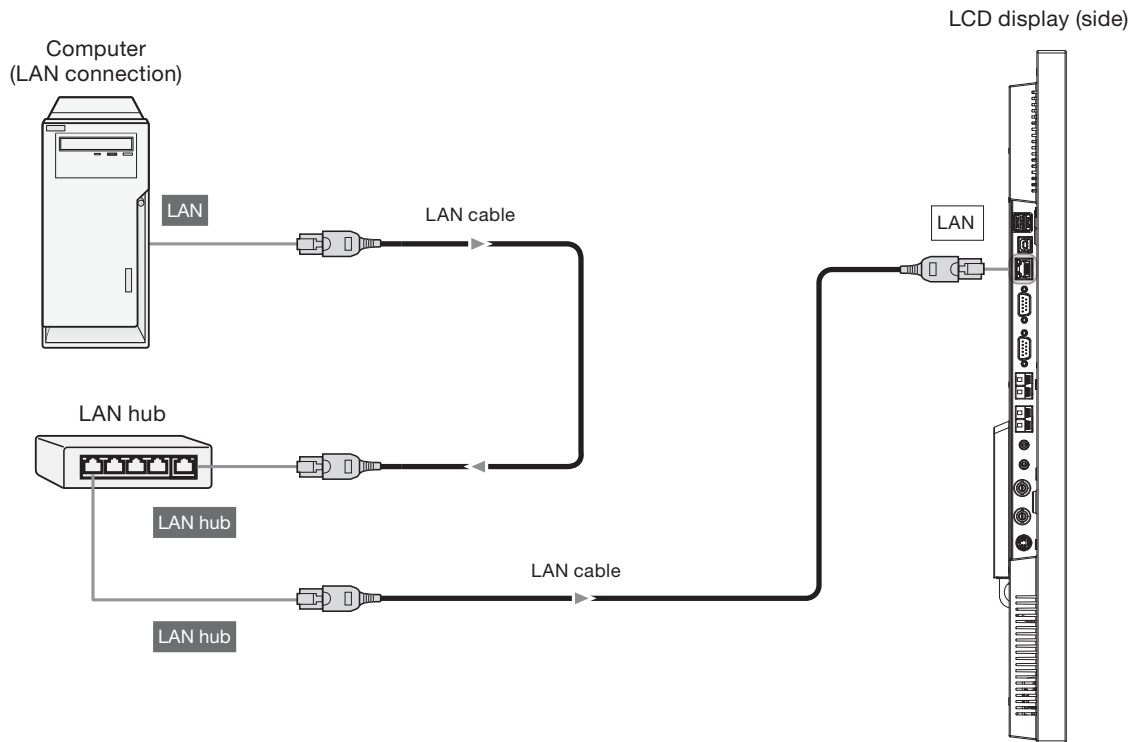 LCD display (side)
Computer
(LAN connection)
LAN
LAN cable
LAN
LAN hub
LAN hub
LAN cable
LAN hub